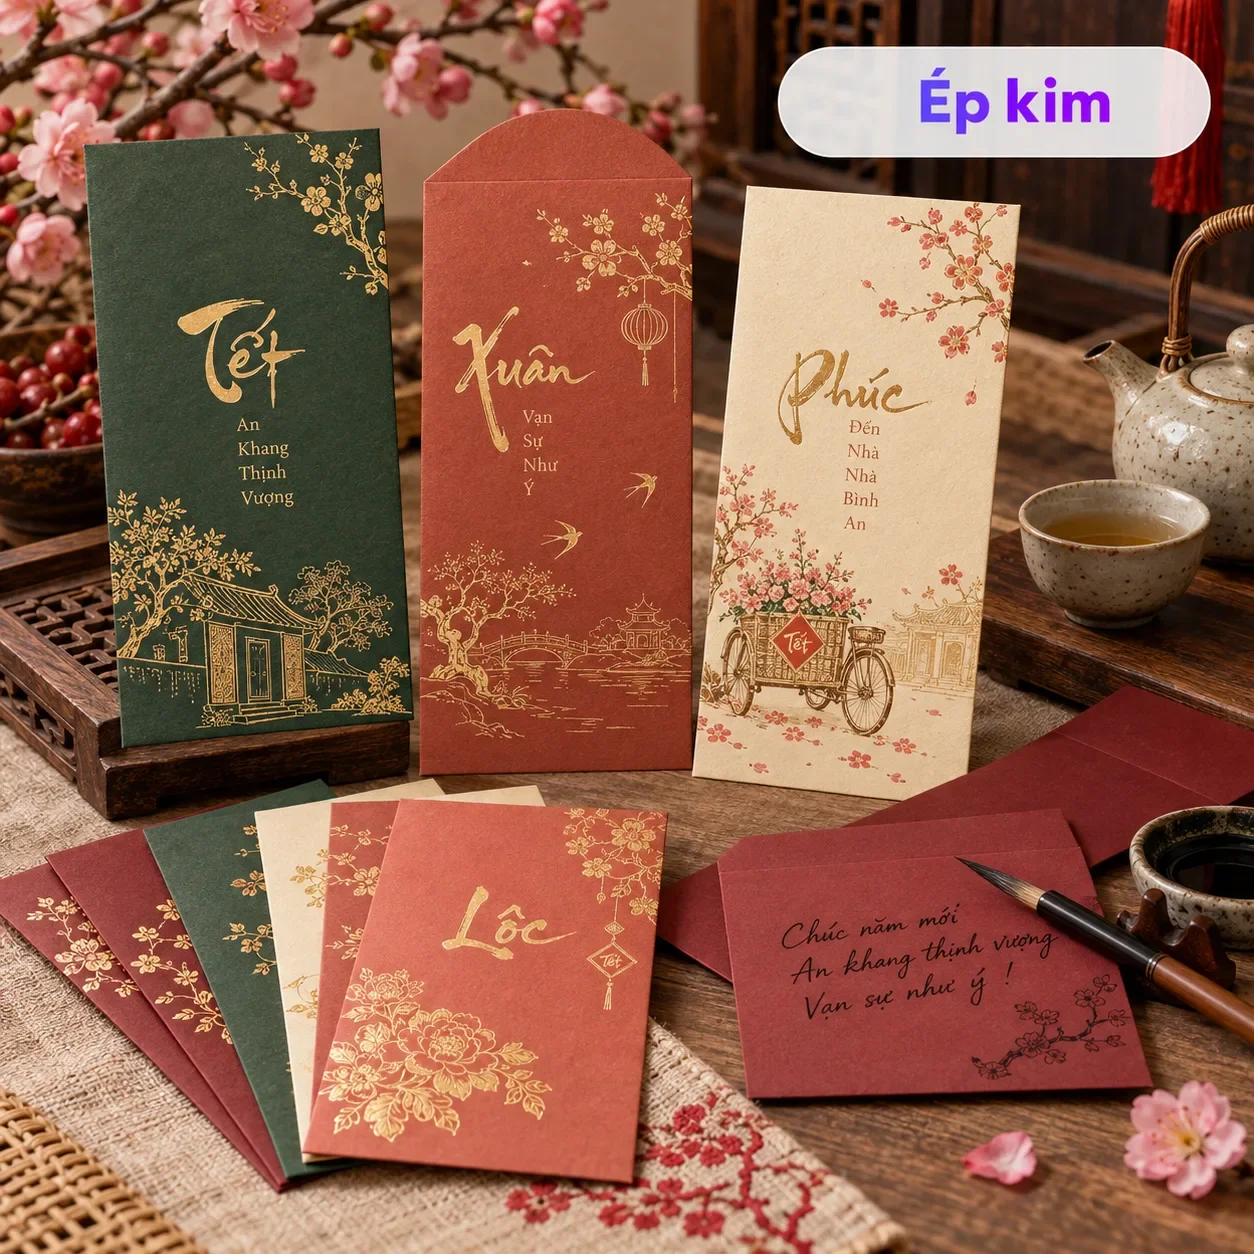 Ép kim
Tết
An
Khang
Thịnh
Vượng
Xuân
Vạn
Sự
Như
Ý
Phúc
Đến
Nhà
Nhà
Bình
An
Tết
Lộc
Tết
Chúc năm mới
An khang thịnh vượng
Vạn sự như ý !